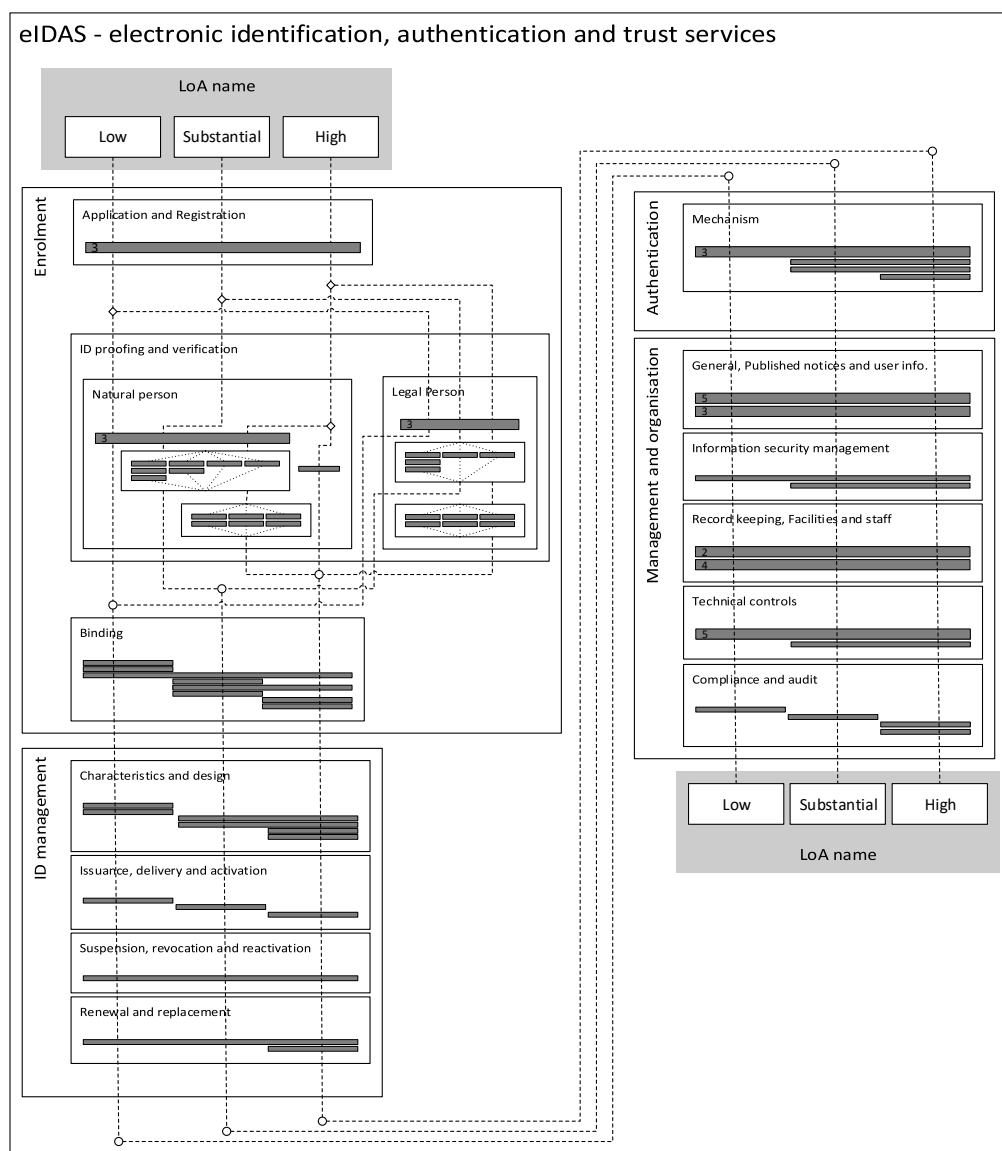 eIDAS - electronic identification, authentication and trust services
LoA name
Low
Substantial
High
Enrolment
Application and Registration
3
ID proofing and verification
Natural person
3
Legal Person
3
Binding
ID management
Characteristics and design
Issuance, delivery and activation
Suspension, revocation and reactivation
Renewal and replacement
Authentication
Mechanism
3
Management and organisation
General, Published notices and user info.
5
3
Information security management
Record keeping, Facilities and staff
2
4
Technical controls
5
Compliance and audit
Low
Substantial
High
LoA name